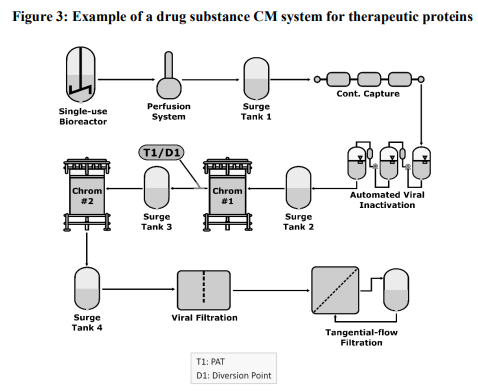 Figure 3: Example of a drug substance CM system for therapeutic proteins
Single-use
Bioreactor
Perfusion
System
Surge
Tank 1
Cont. Capture
Automated Viral
Inactivation
Surge
Tank 2
Chrom
#1
T1/D1
Surge
Tank 3
Chrom
#2
Surge
Tank 4
Viral Filtration
Tangential-flow
Filtration
T1: PAT
D1: Diversion Point